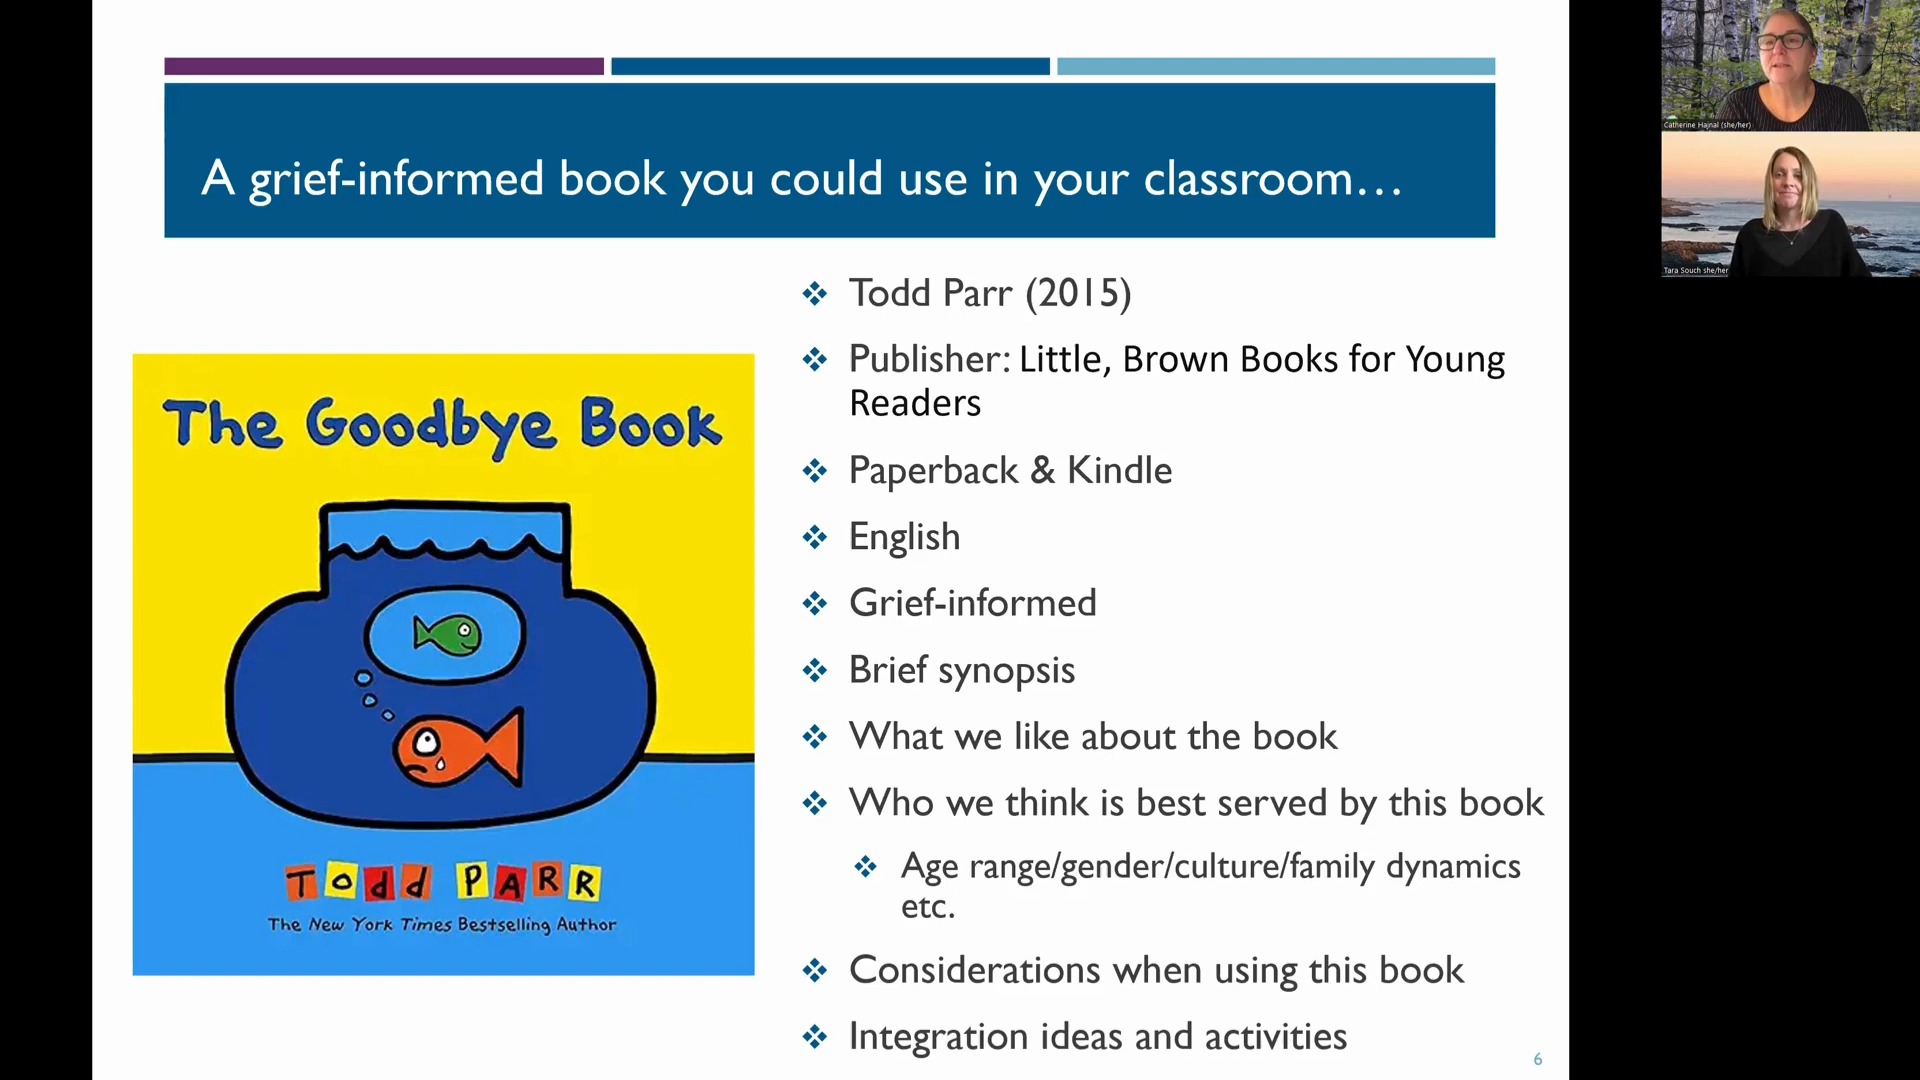 A grief-informed book you could use in your classroom...
The Goodbye Book
Todd PARR
The New York Times Bestselling Author
❖ Todd Parr (2015)
❖ Publisher: Little, Brown Books for Young
Readers
❖ Paperback & Kindle
❖ English
❖ Grief-informed
❖ Brief synopsis
❖ What we like about the book
❖ Who we think is best served by this book
❖ Age range/gender/culture/family dynamics
etc.
❖ Considerations when using this book
❖ Integration ideas and activities
6
Catherine Hajnal (she/her)
Tara Souch she/her